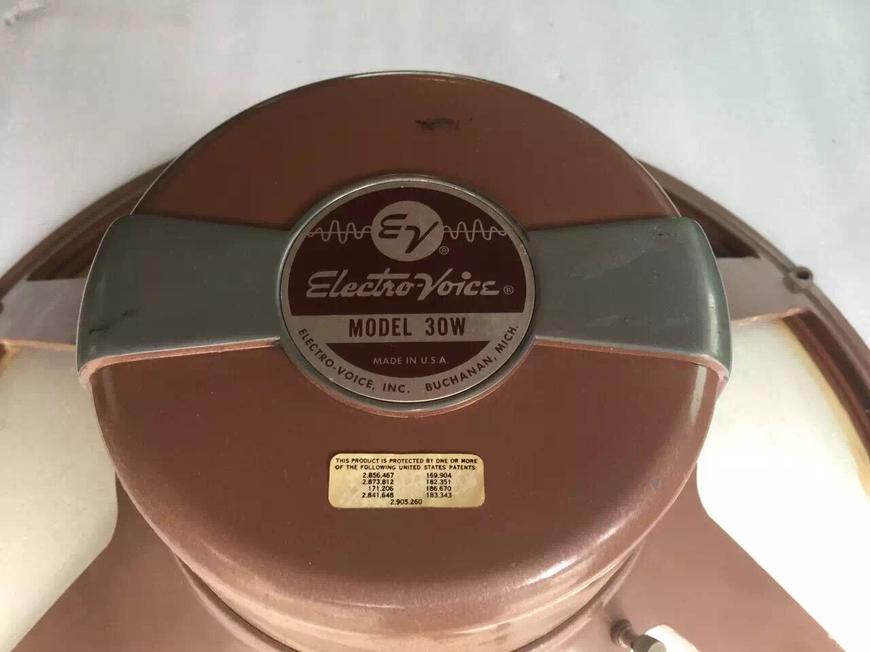 EV®
Electro-Voice®
MODEL 30W
MADE IN U.S.A.
ELECTRO-VOICE, INC. BUCHANAN, MICH.
THIS PRODUCT IS PROTECTED BY ONE OR MORE
OF THE FOLLOWING UNITED STATES PATENTS:
2,856,467 169,904
2,873,812 182,351
171,206 186,670
2,841,648 183,343
2,905,260